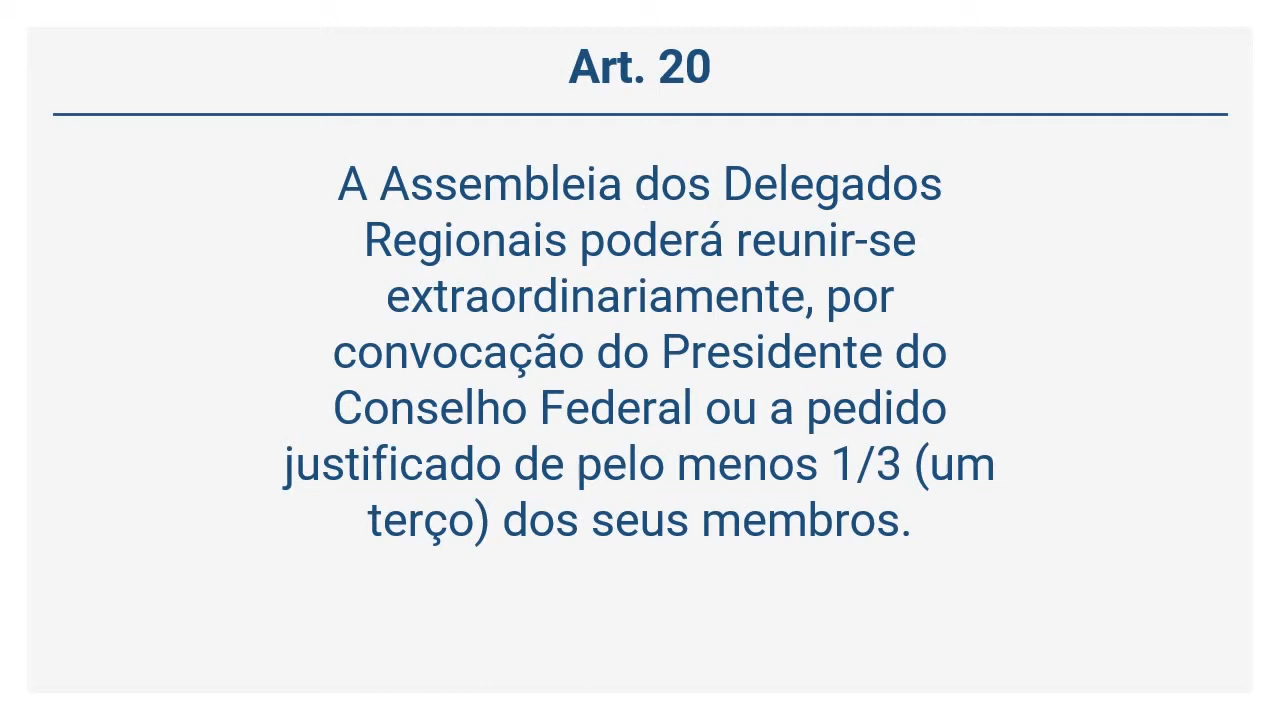 Art. 20
A Assembleia dos Delegados
Regionais poderá reunir-se
extraordinariamente, por
convocação do Presidente do
Conselho Federal ou a pedido
justificado de pelo menos 1/3 (um
terço) dos seus membros.